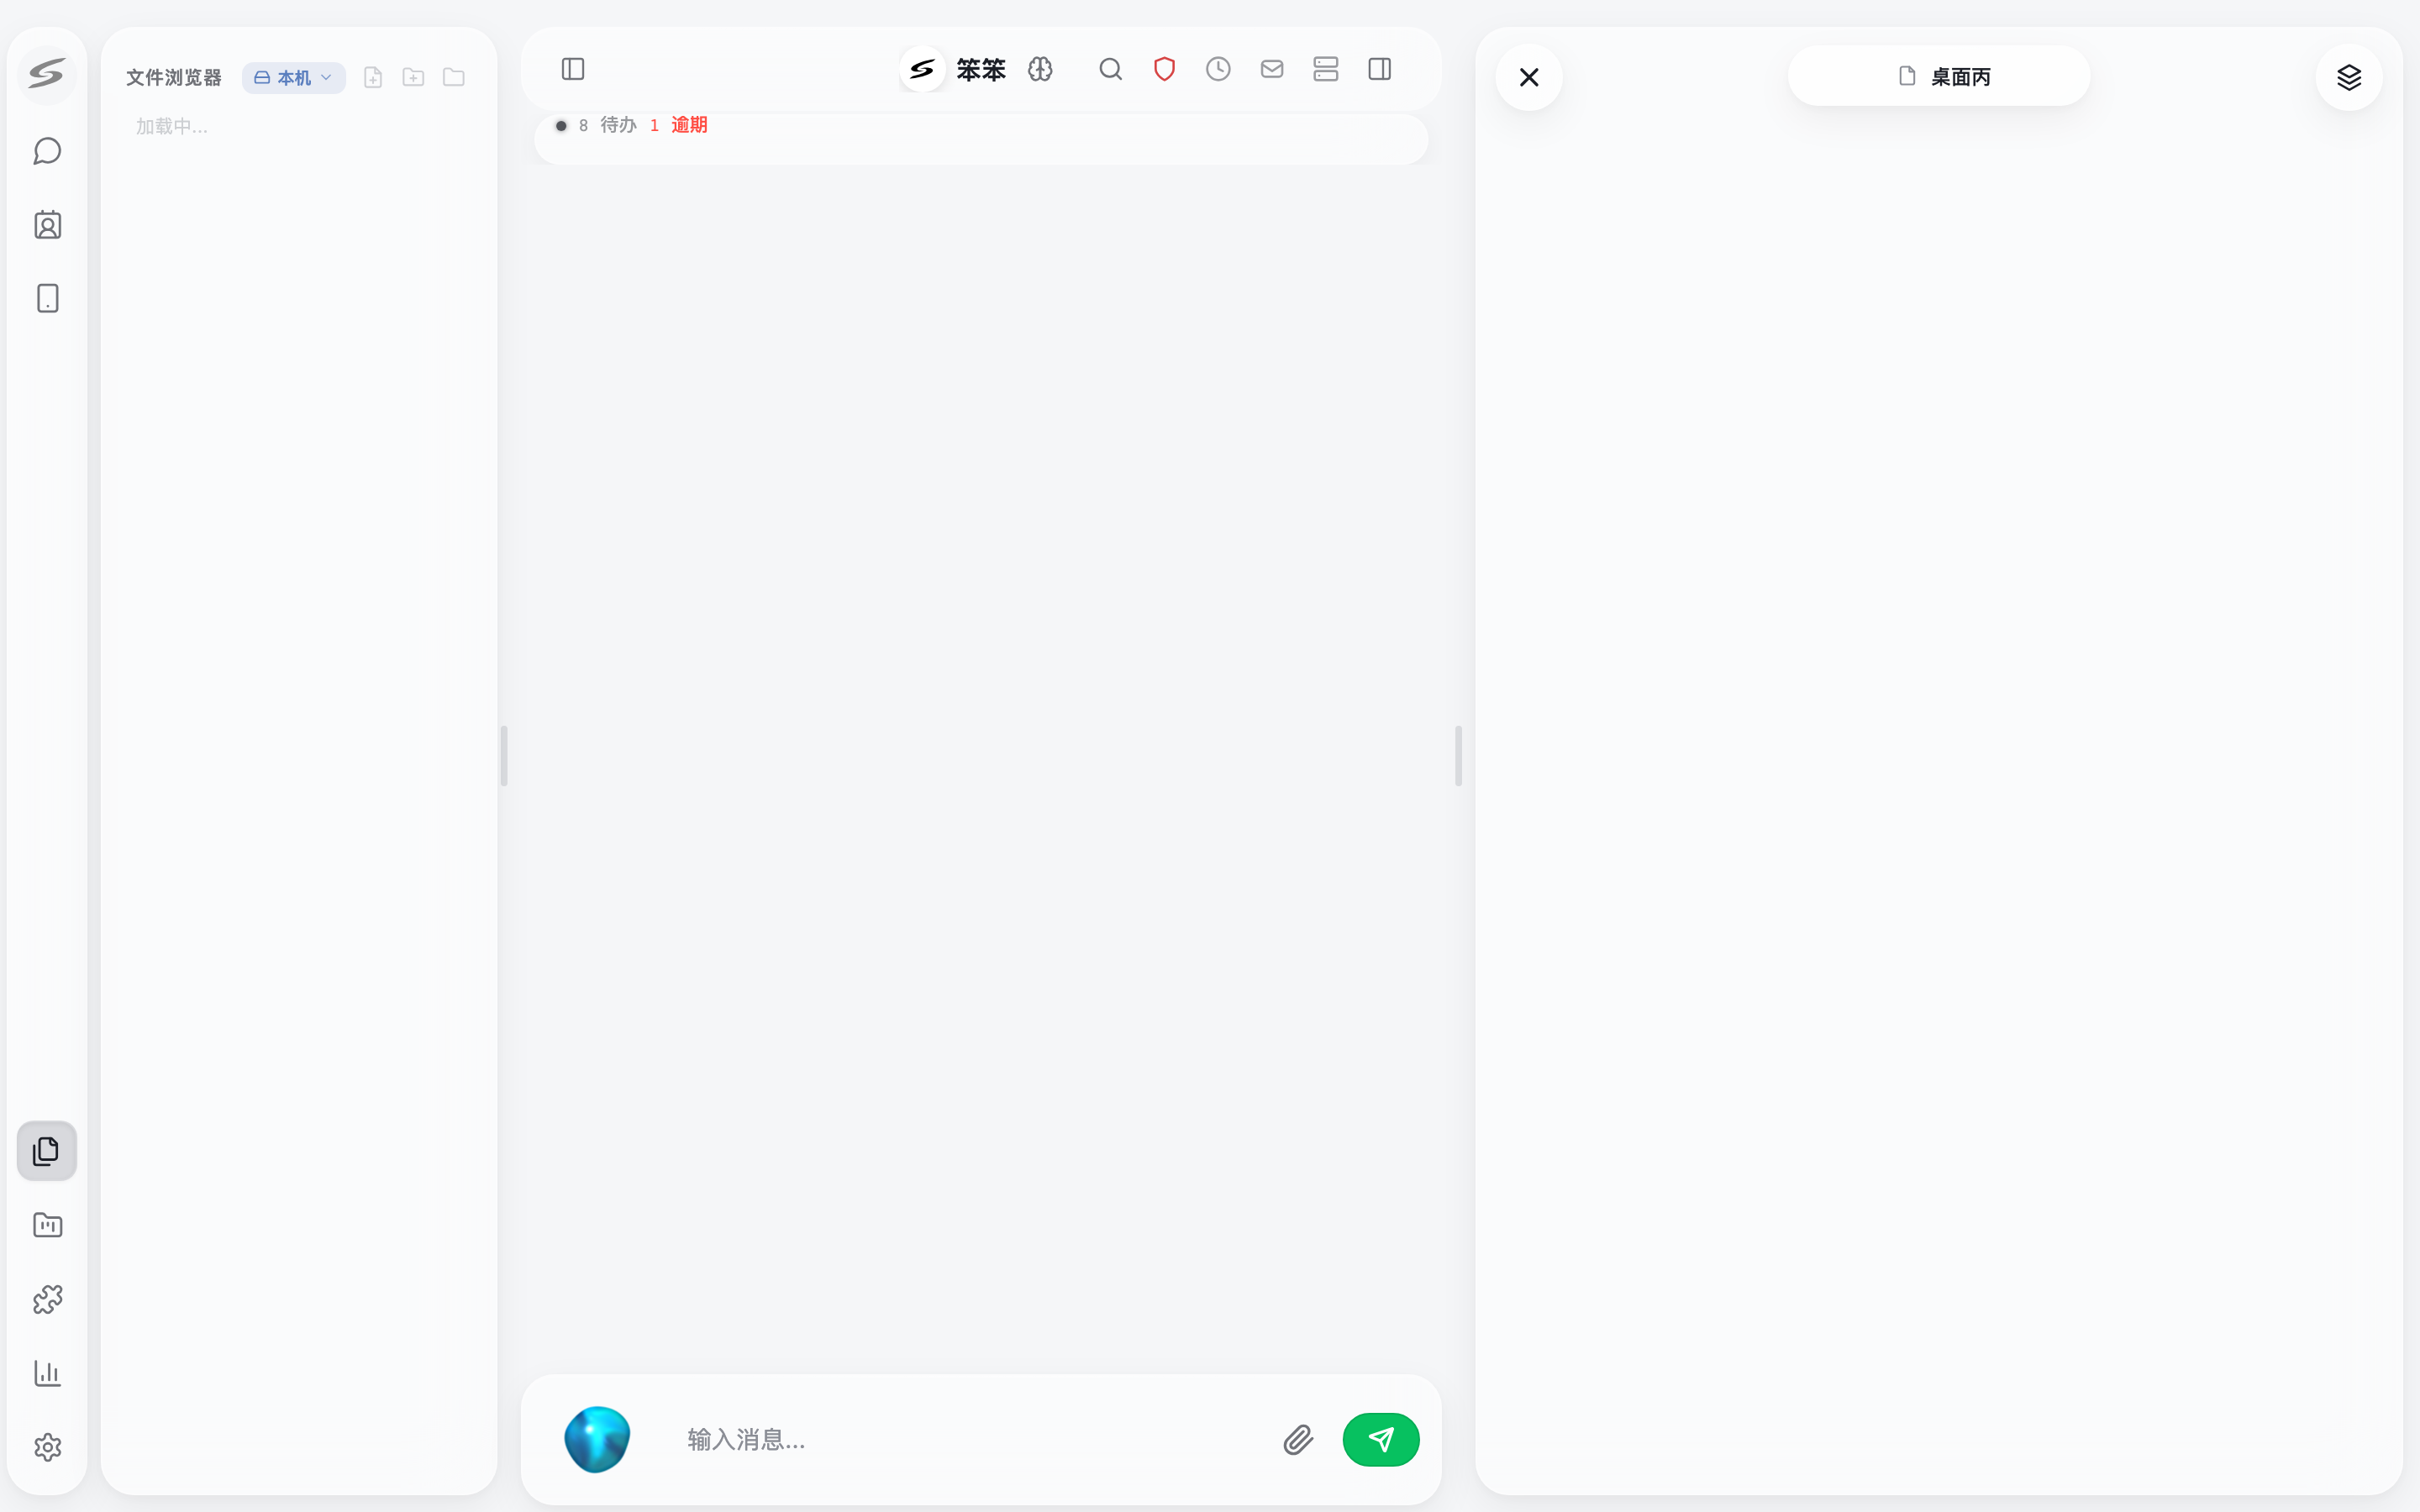 文件浏览器 本机
加载中...
笨笨
8 待办 1 逾期
桌面丙
输入消息...